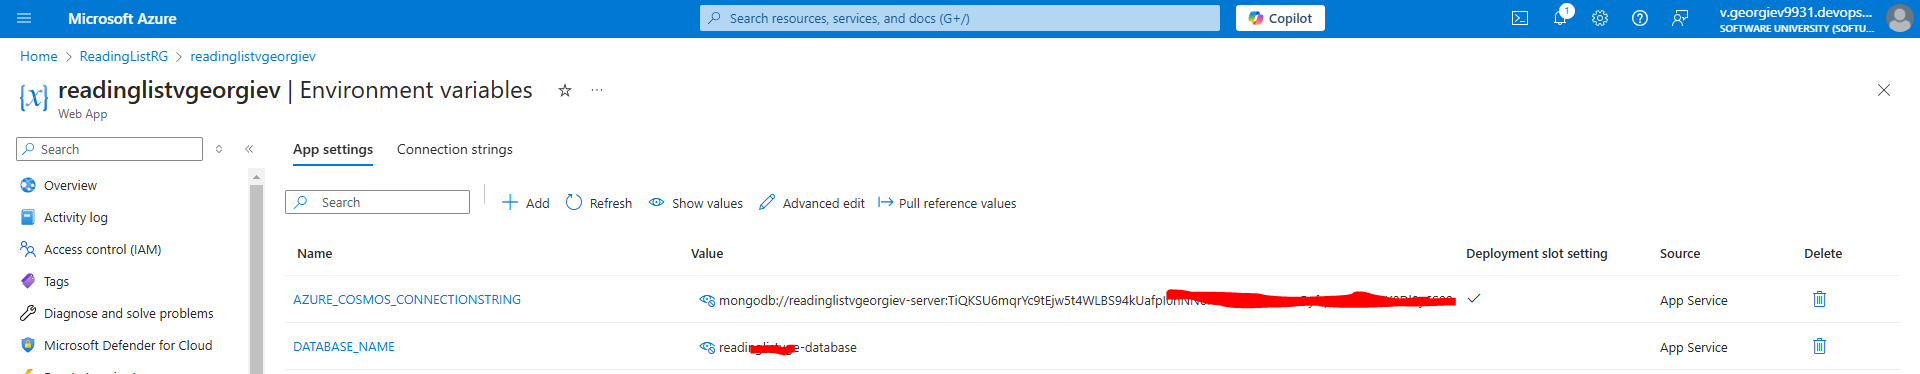 Microsoft Azure
Search resources, services, and docs (G+/)
Copilot
1
v.georgiev9931.devops...
SOFTWARE UNIVERSITY (SOFTU...
Home > ReadingListRG > readinglistvgeorgiev
{x} readinglistvgeorgiev | Environment variables
Web App
Search
App settings Connection strings
Overview
Activity log
Access control (IAM)
Tags
Diagnose and solve problems
Microsoft Defender for Cloud
Search Add Refresh Show values Advanced edit Pull reference values
Name Value Deployment slot setting Source Delete
AZURE_COSMOS_CONNECTIONSTRING mongodb://readinglistvgeorgiev-server:TiQKSU6mqrYc9tEjw5t4WLBS94kUafp App Service
DATABASE_NAME readi e-database App Service